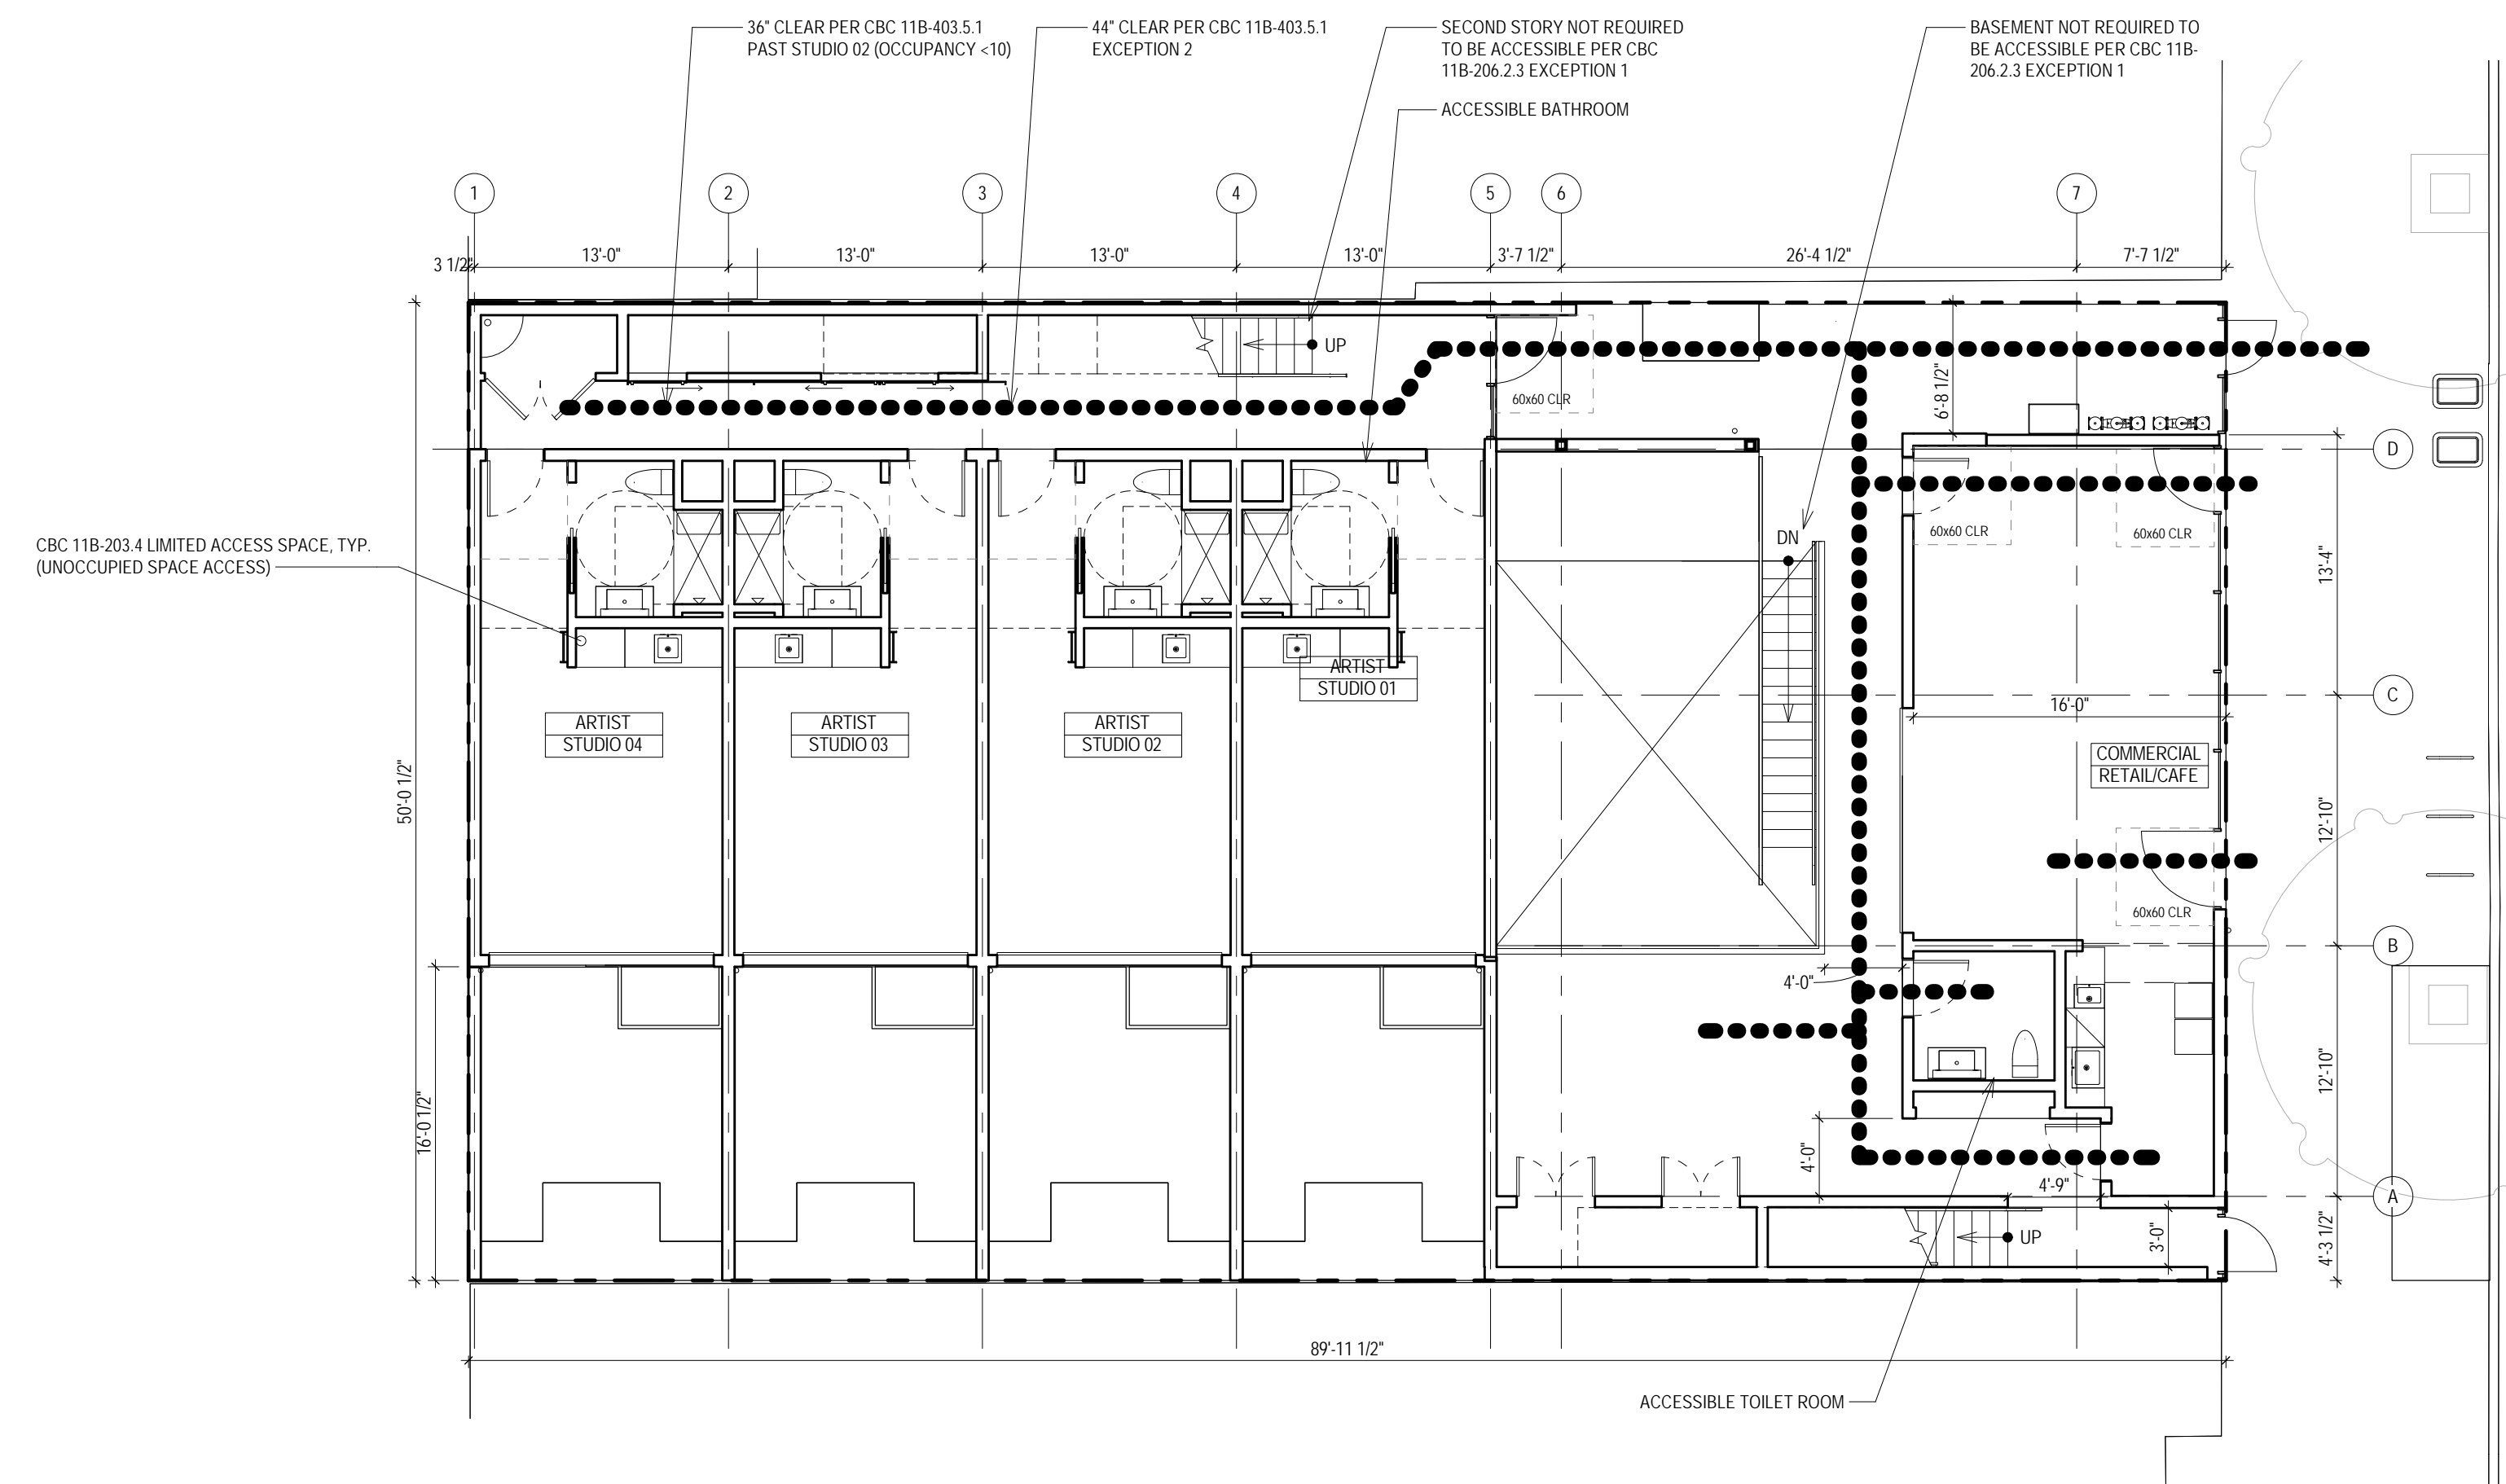 36" CLEAR PER CBC 11B-403.5.1
PAST STUDIO 02 (OCCUPANCY <10)
44" CLEAR PER CBC 11B-403.5.1
EXCEPTION 2
SECOND STORY NOT REQUIRED
TO BE ACCESSIBLE PER CBC
11B-206.2.3 EXCEPTION 1
ACCESSIBLE BATHROOM
BASEMENT NOT REQUIRED TO
BE ACCESSIBLE PER CBC 11B-
206.2.3 EXCEPTION 1
1
2
3
4
5
6
7
3 1/2"
13'-0"
13'-0"
13'-0"
13'-0"
3'-7 1/2"
26'-4 1/2"
7'-7 1/2"
UP
60x60 CLR
6'-8 1/2"
D
60x60 CLR
60x60 CLR
DN
CBC 11B-203.4 LIMITED ACCESS SPACE, TYP.
(UNOCCUPIED SPACE ACCESS)
13'-4"
ARTIST
STUDIO 01
C
16'-0"
ARTIST
STUDIO 04
ARTIST
STUDIO 03
ARTIST
STUDIO 02
COMMERCIAL
RETAIL/CAFE
50'-0 1/2"
12'-10"
60x60 CLR
B
4'-0"
12'-10"
16'-0 1/2"
4'-0"
4'-9"
A
UP
3'-0"
4'-3 1/2"
89'-11 1/2"
ACCESSIBLE TOILET ROOM